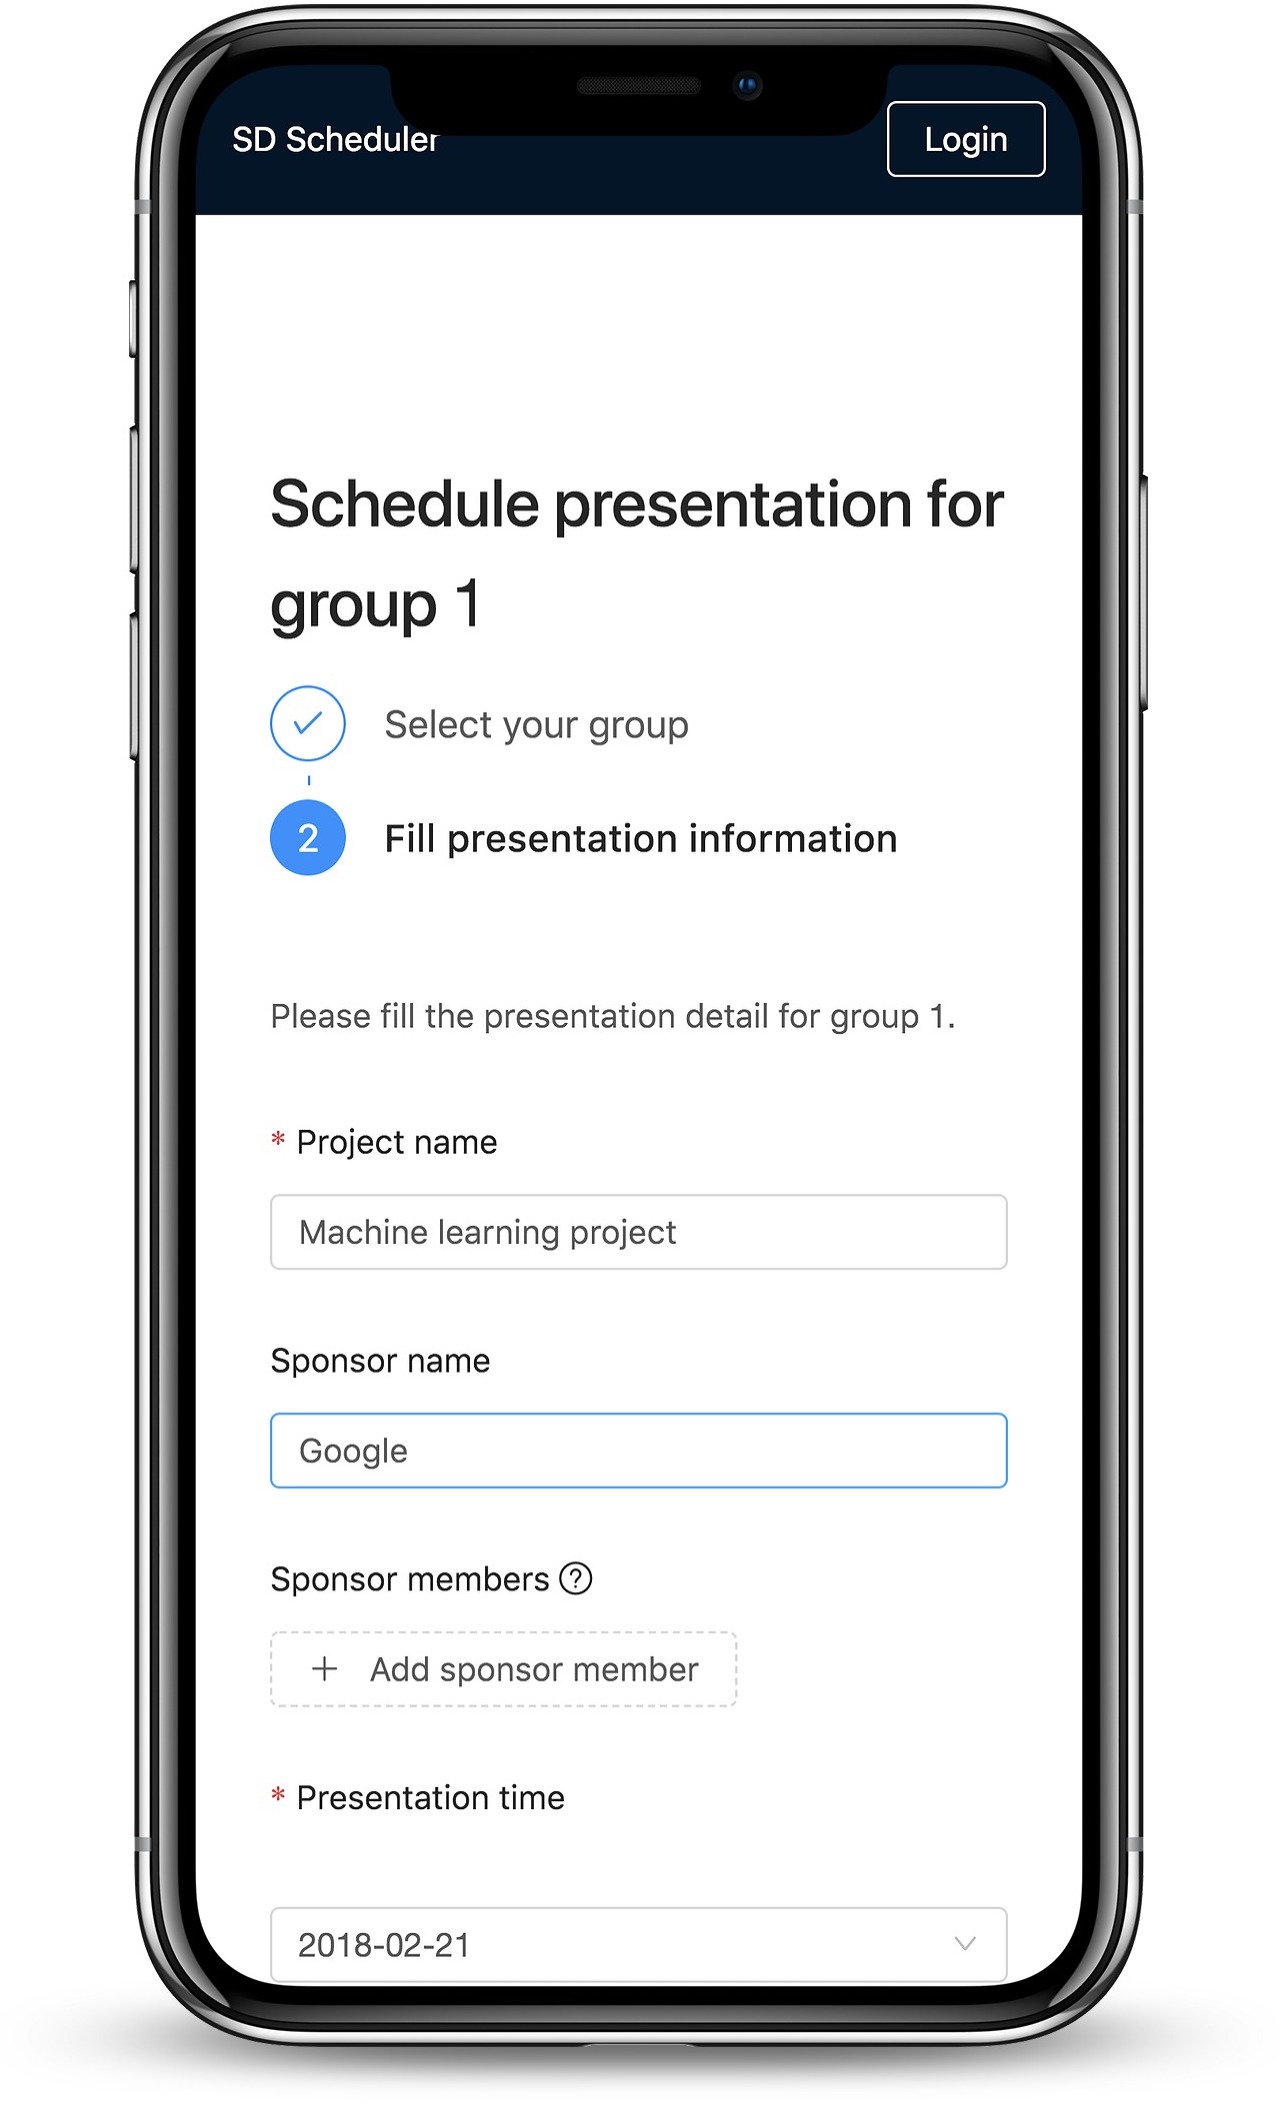 SD Scheduler
Login
Schedule presentation for
group 1
Select your group
2
Fill presentation information
Please fill the presentation detail for group 1.
* Project name
Machine learning project
Sponsor name
Google
Sponsor members ?
+ Add sponsor member
* Presentation time
2018-02-21